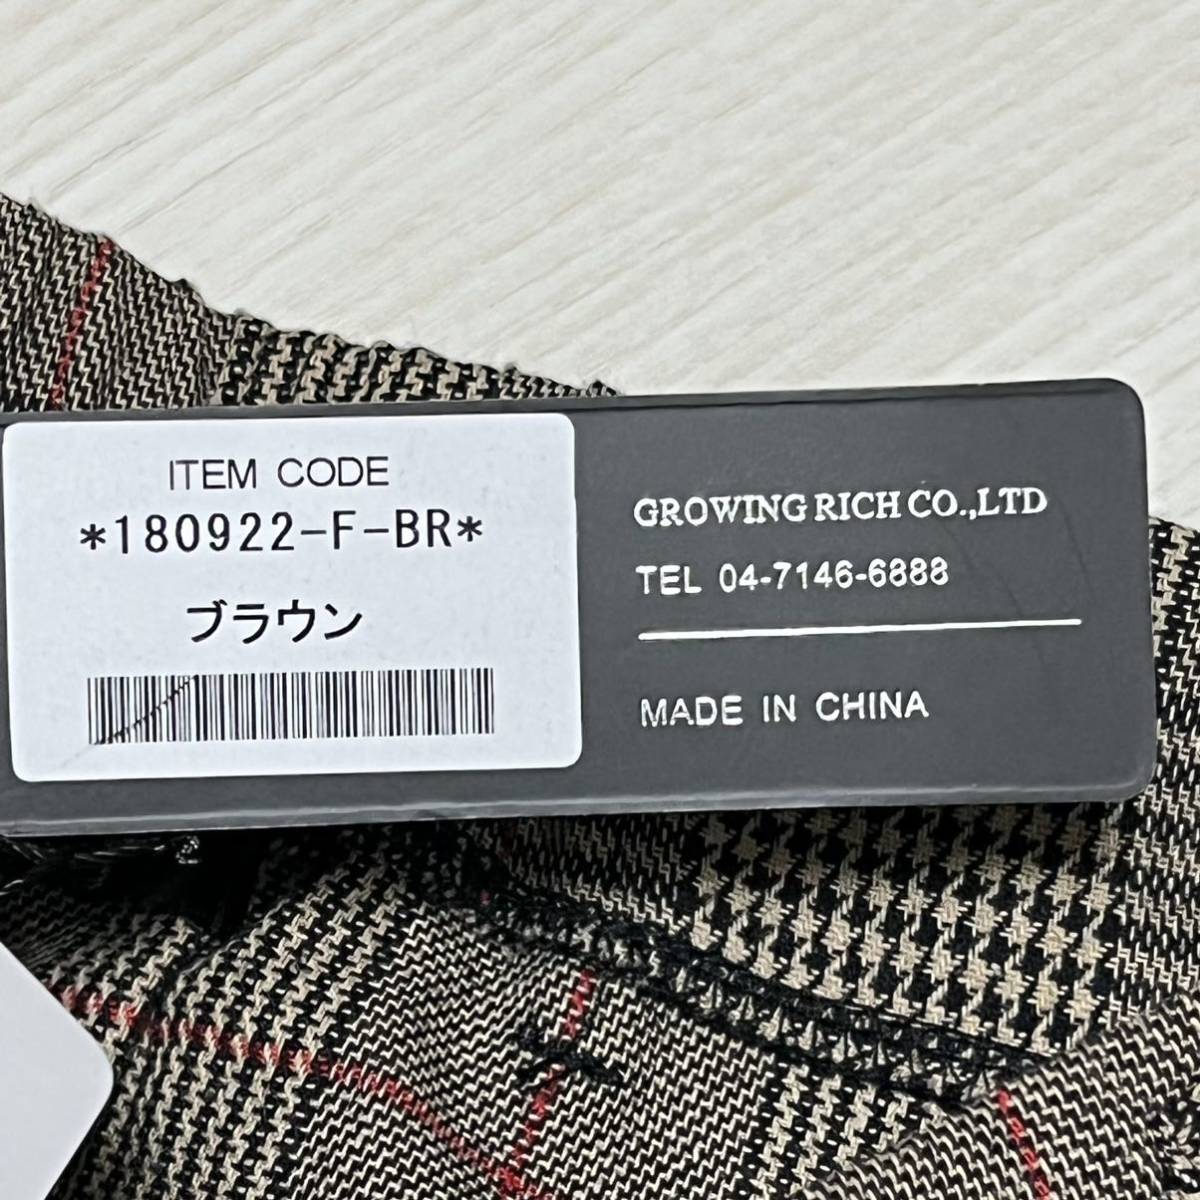 ITEM CODE
*180922-F-BR*
ブラウン
GROWING RICH CO.,LTD
TEL 04-7146-6888
MADE IN CHINA